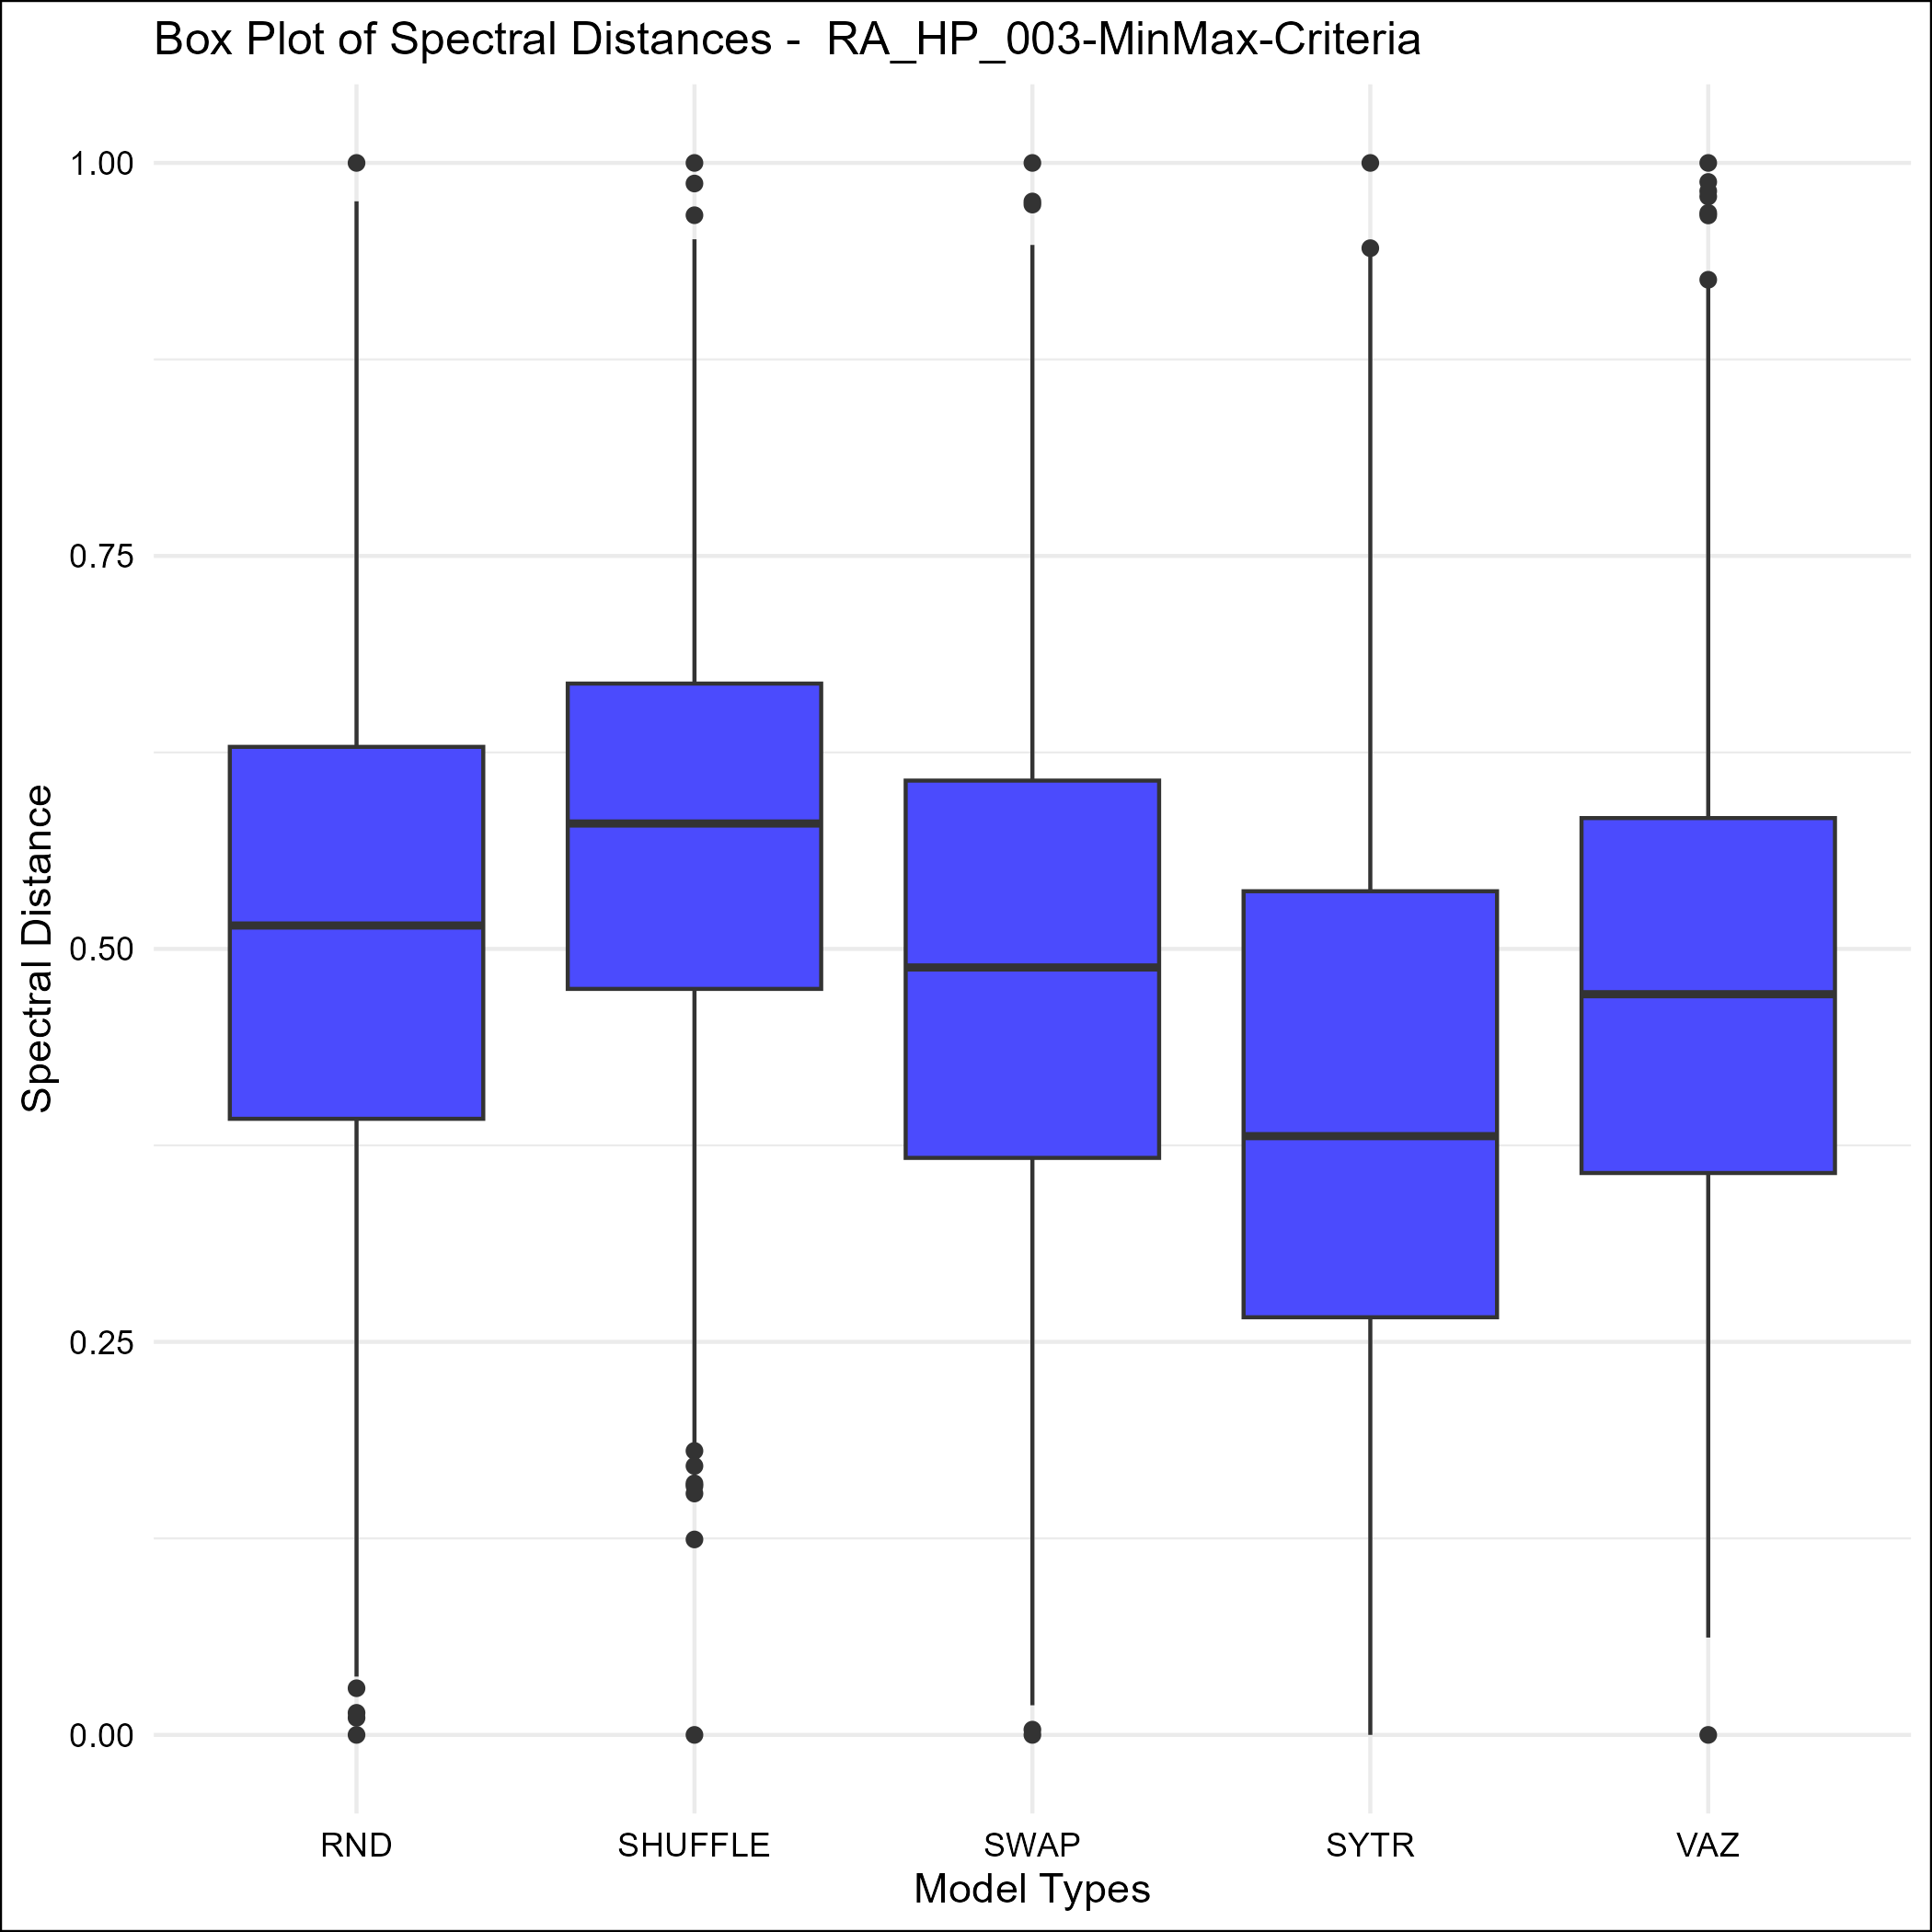 Box Plot of Spectral Distances -  RA_HP_003-MinMax-Criteria
1.00
0.75
0.50
0.25
0.00
Spectral Distance
RND SHUFFLE SWAP SYTR VAZ
Model Types